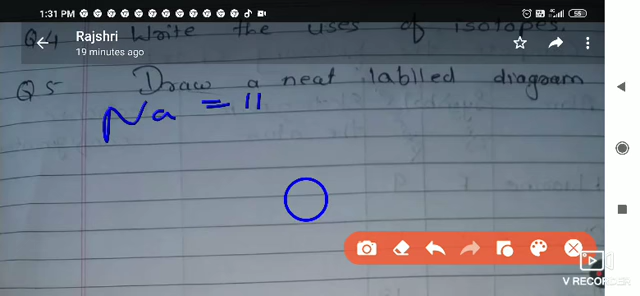 1:31 PM
55
Q4. Write the uses of isotopes.
Rajshri
19 minutes ago
Q5 Draw a neat lablled diagram
Na = 11
V RECORDER